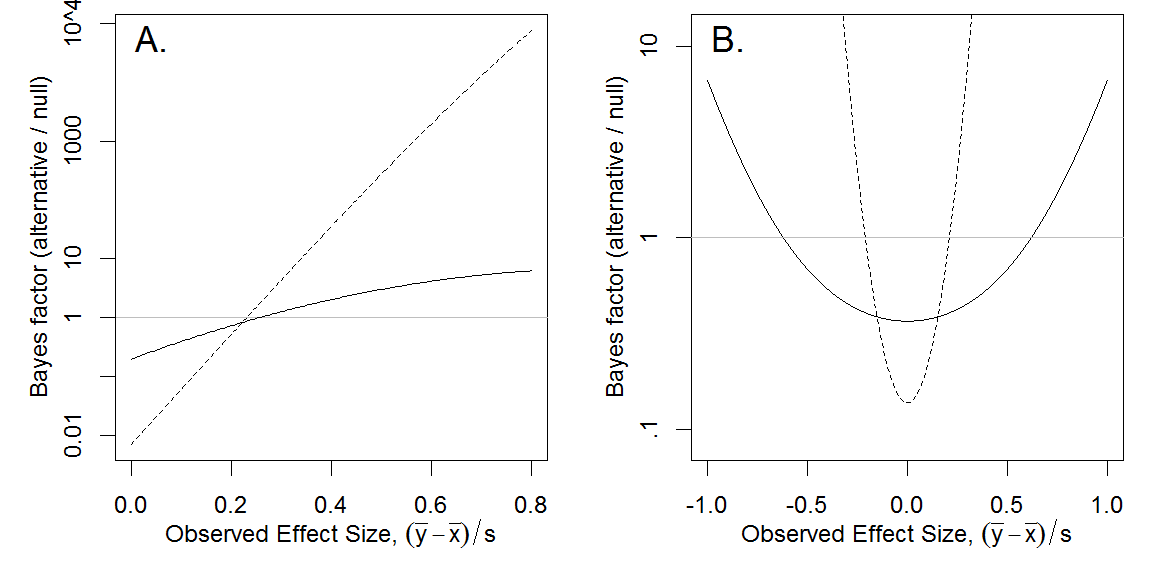 A.
Bayes factor (alternative / null)
10^4
1000
10
1
0.01
0.0 0.2 0.4 0.6 0.8
Observed Effect Size, (y̅ − x̅)/s
B.
Bayes factor (alternative / null)
10
1
.1
-1.0 -0.5 0.0 0.5 1.0
Observed Effect Size, (y̅ − x̅)/s